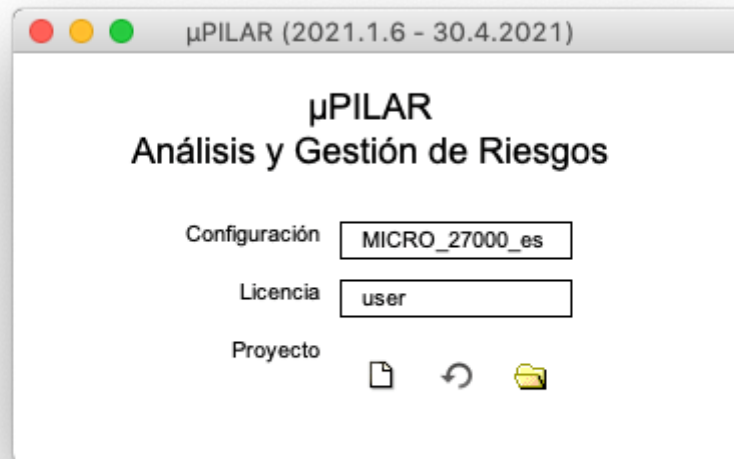 µPILAR (2021.1.6 - 30.4.2021)
µPILAR
Análisis y Gestión de Riesgos
Configuración MICRO_27000_es
Licencia user
Proyecto